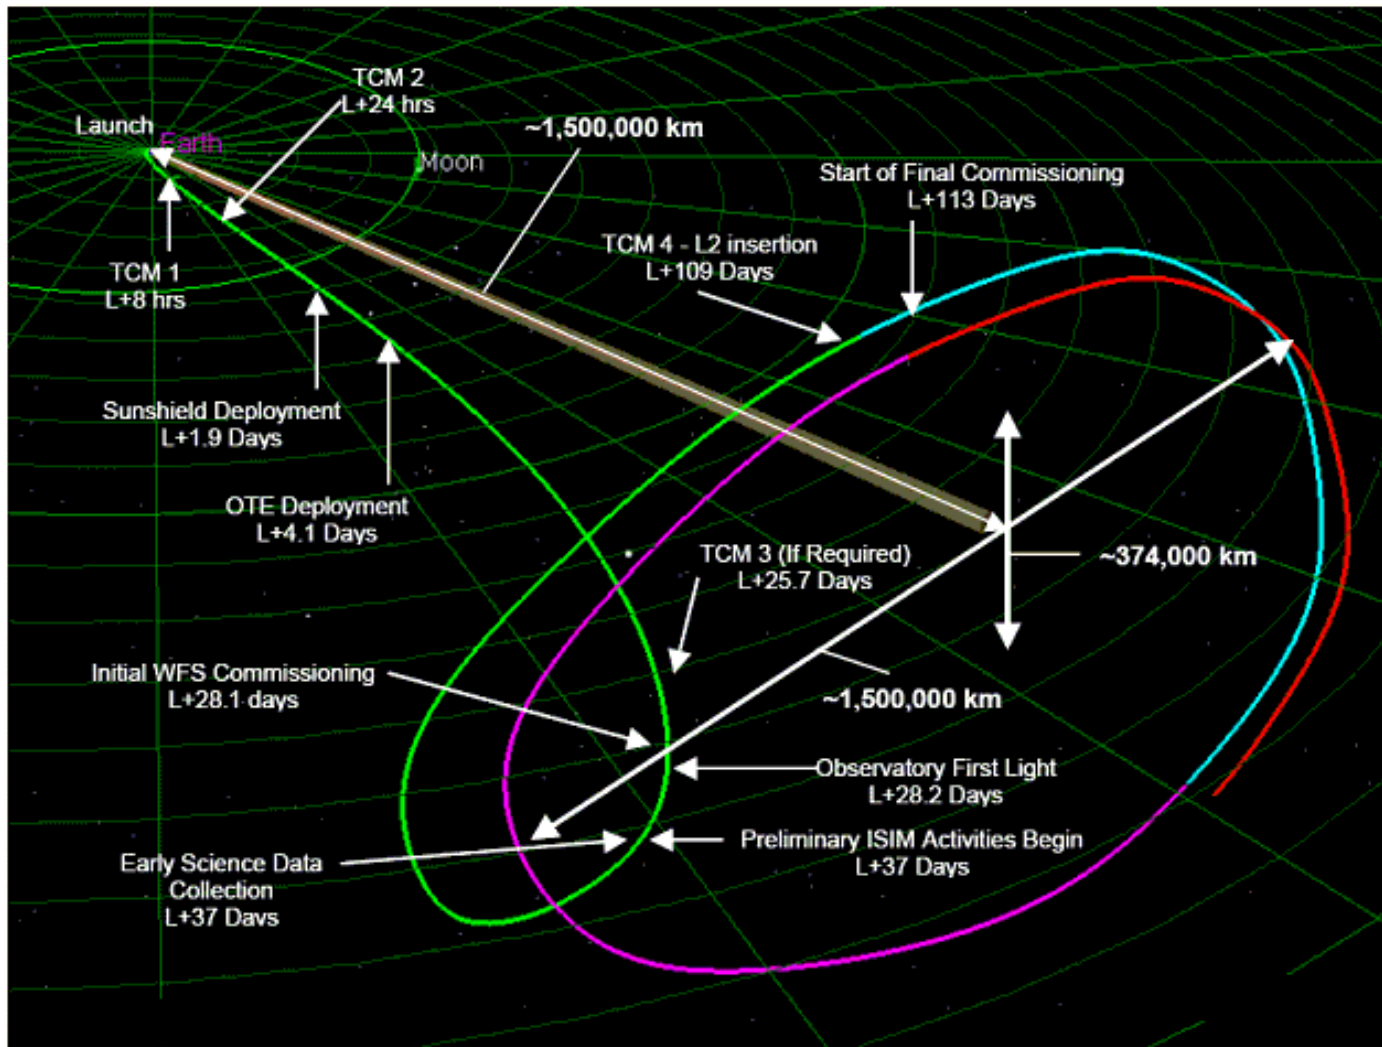 TCM 2
L+24 hrs
Launch
Earth
~1,500,000 km
Moon
Start of Final Commissioning
L+113 Days
TCM 4 - L2 insertion
L+109 Days
TCM 1
L+8 hrs
Sunshield Deployment
L+1.9 Days
OTE Deployment
L+4.1 Days
TCM 3 (If Required)
L+25.7 Days
~374,000 km
Initial WFS Commissioning
L+28.1 days
~1,500,000 km
Observatory First Light
L+28.2 Days
Preliminary ISIM Activities Begin
L+37 Days
Early Science Data
Collection
L+37 Days